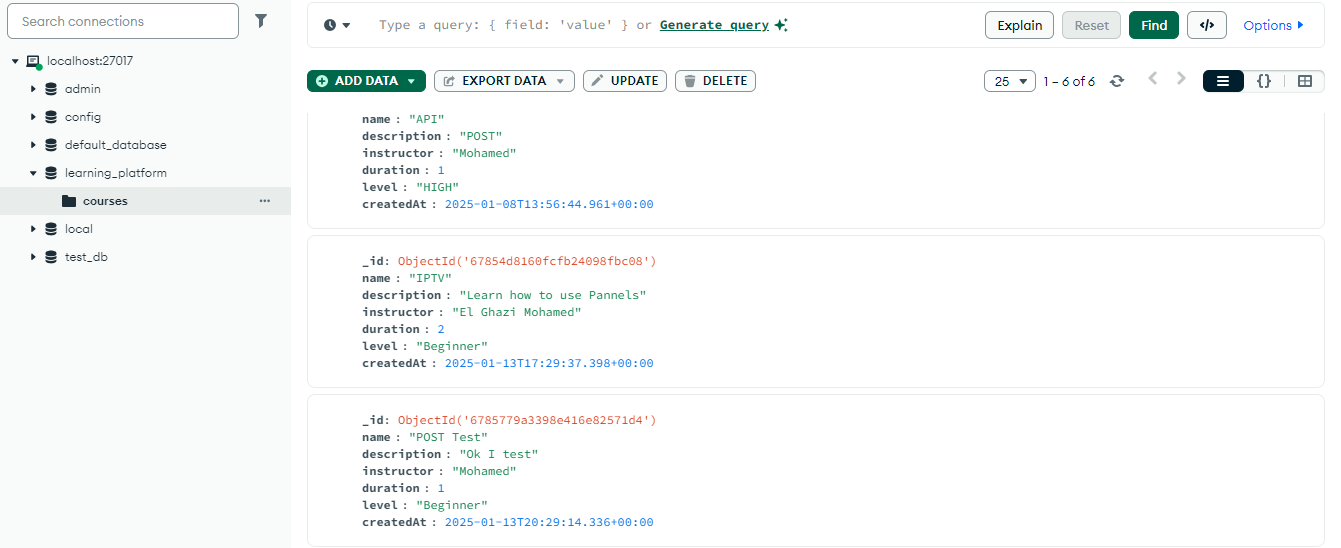 Search connections
localhost:27017
admin
config
default_database
learning_platform
courses
local
test_db
Type a query: { field: 'value' } or Generate query
Explain
Reset
Find
</>
Options
ADD DATA
EXPORT DATA
UPDATE
DELETE
25
1 – 6 of 6
{}
name : "API"
description : "POST"
instructor : "Mohamed"
duration : 1
level : "HIGH"
createdAt : 2025-01-08T13:56:44.961+00:00
_id: ObjectId('67854d8160fcfb24098fbc08')
name : "IPTV"
description : "Learn how to use Pannels"
instructor : "El Ghazi Mohamed"
duration : 2
level : "Beginner"
createdAt : 2025-01-13T17:29:37.398+00:00
_id: ObjectId('6785779a3398e416e82571d4')
name : "POST Test"
description : "Ok I test"
instructor : "Mohamed"
duration : 1
level : "Beginner"
createdAt : 2025-01-13T20:29:14.336+00:00